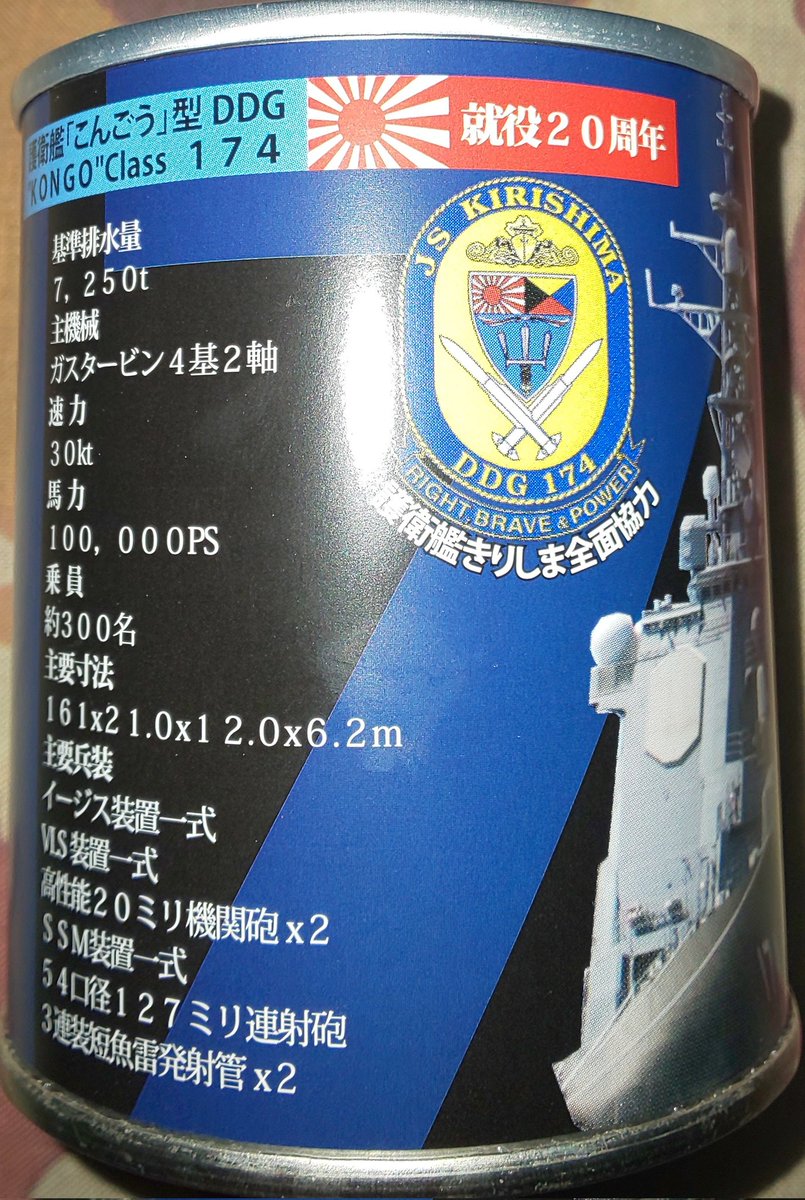 護衛艦「こんごう」型 DDG
"KONGO"Class 174
就役20周年
JS KIRISHIMA
DDG 174
RIGHT, BRAVE & POWER
護衛艦きりしま全面協力
基準排水量
7,250t
主機械
ガスタービン4基2軸
速力
30kt
馬力
100,000PS
乗員
約300名
主要寸法
161x21.0x12.0x6.2m
主要兵装
イージス装置一式
VLS装置一式
高性能20ミリ機関砲x2
SSM装置一式
54口径127ミリ連射砲
3連装短魚雷発射管x2